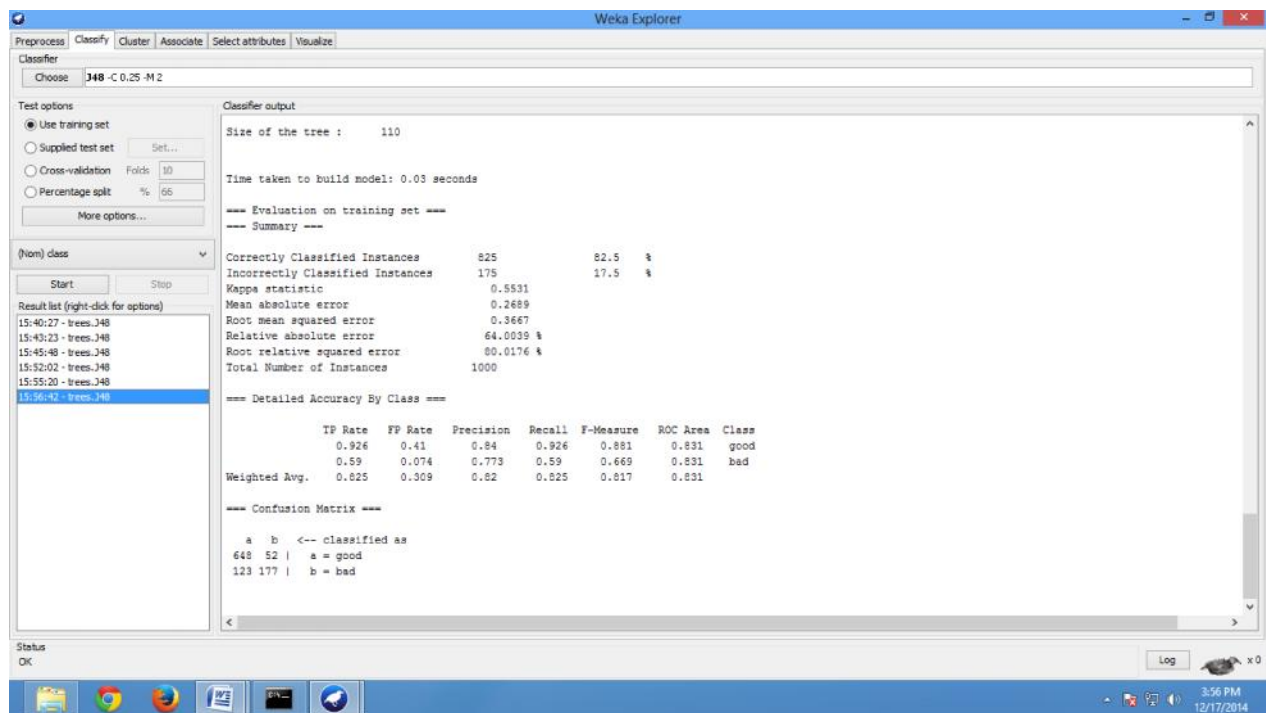 Weka Explorer
Preprocess Classify Cluster Associate Select attributes Visualize
Classifier
Choose J48 -C 0.25 -M 2
Test options
Use training set
Supplied test set Set...
Cross-validation Folds 10
Percentage split % 66
More options...
(Nom) class
Start Stop
Result list (right-click for options)
15:40:27 - trees.J48
15:43:23 - trees.J48
15:45:48 - trees.J48
15:52:02 - trees.J48
15:55:20 - trees.J48
15:56:42 - trees.J48
Classifier output
Size of the tree : 110
Time taken to build model: 0.03 seconds
=== Evaluation on training set ===
=== Summary ===
Correctly Classified Instances 825 82.5 %
Incorrectly Classified Instances 175 17.5 %
Kappa statistic 0.5531
Mean absolute error 0.2689
Root mean squared error 0.3667
Relative absolute error 64.0039 %
Root relative squared error 80.0176 %
Total Number of Instances 1000
=== Detailed Accuracy By Class ===
TP Rate FP Rate Precision Recall F-Measure ROC Area Class
0.926 0.41 0.84 0.926 0.881 0.831 good
0.59 0.074 0.773 0.59 0.669 0.831 bad
Weighted Avg. 0.825 0.309 0.82 0.825 0.817 0.831
=== Confusion Matrix ===
a b <-- classified as
648 52 | a = good
123 177 | b = bad
Status
OK
Log x 0
3:56 PM
12/17/2014